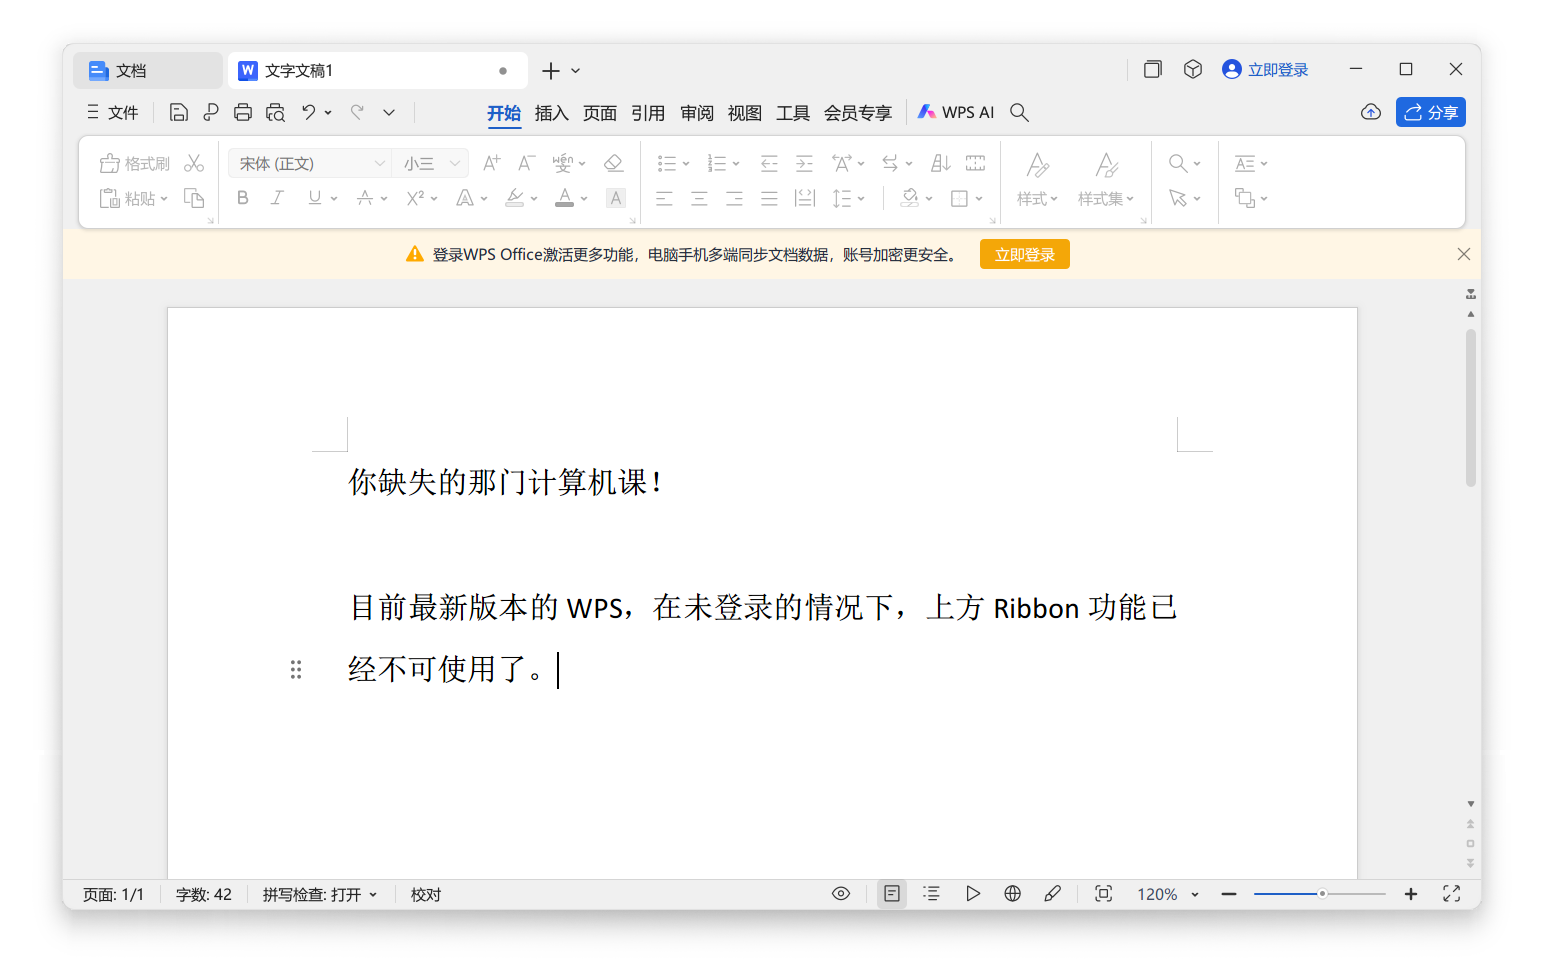 文档
文字文稿1
立即登录
文件
开始 插入 页面 引用 审阅 视图 工具 会员专享 WPS AI
分享
格式刷 宋体 (正文) 小三 A+ A- wén 变
粘贴 B I U A X² A A A 样式 样式集
登录WPS Office激活更多功能，电脑手机多端同步文档数据，账号加密更安全。 立即登录
你缺失的那门计算机课！
目前最新版本的 WPS，在未登录的情况下，上方 Ribbon 功能已
经不可使用了。
页面: 1/1 字数: 42 拼写检查: 打开 校对 120%